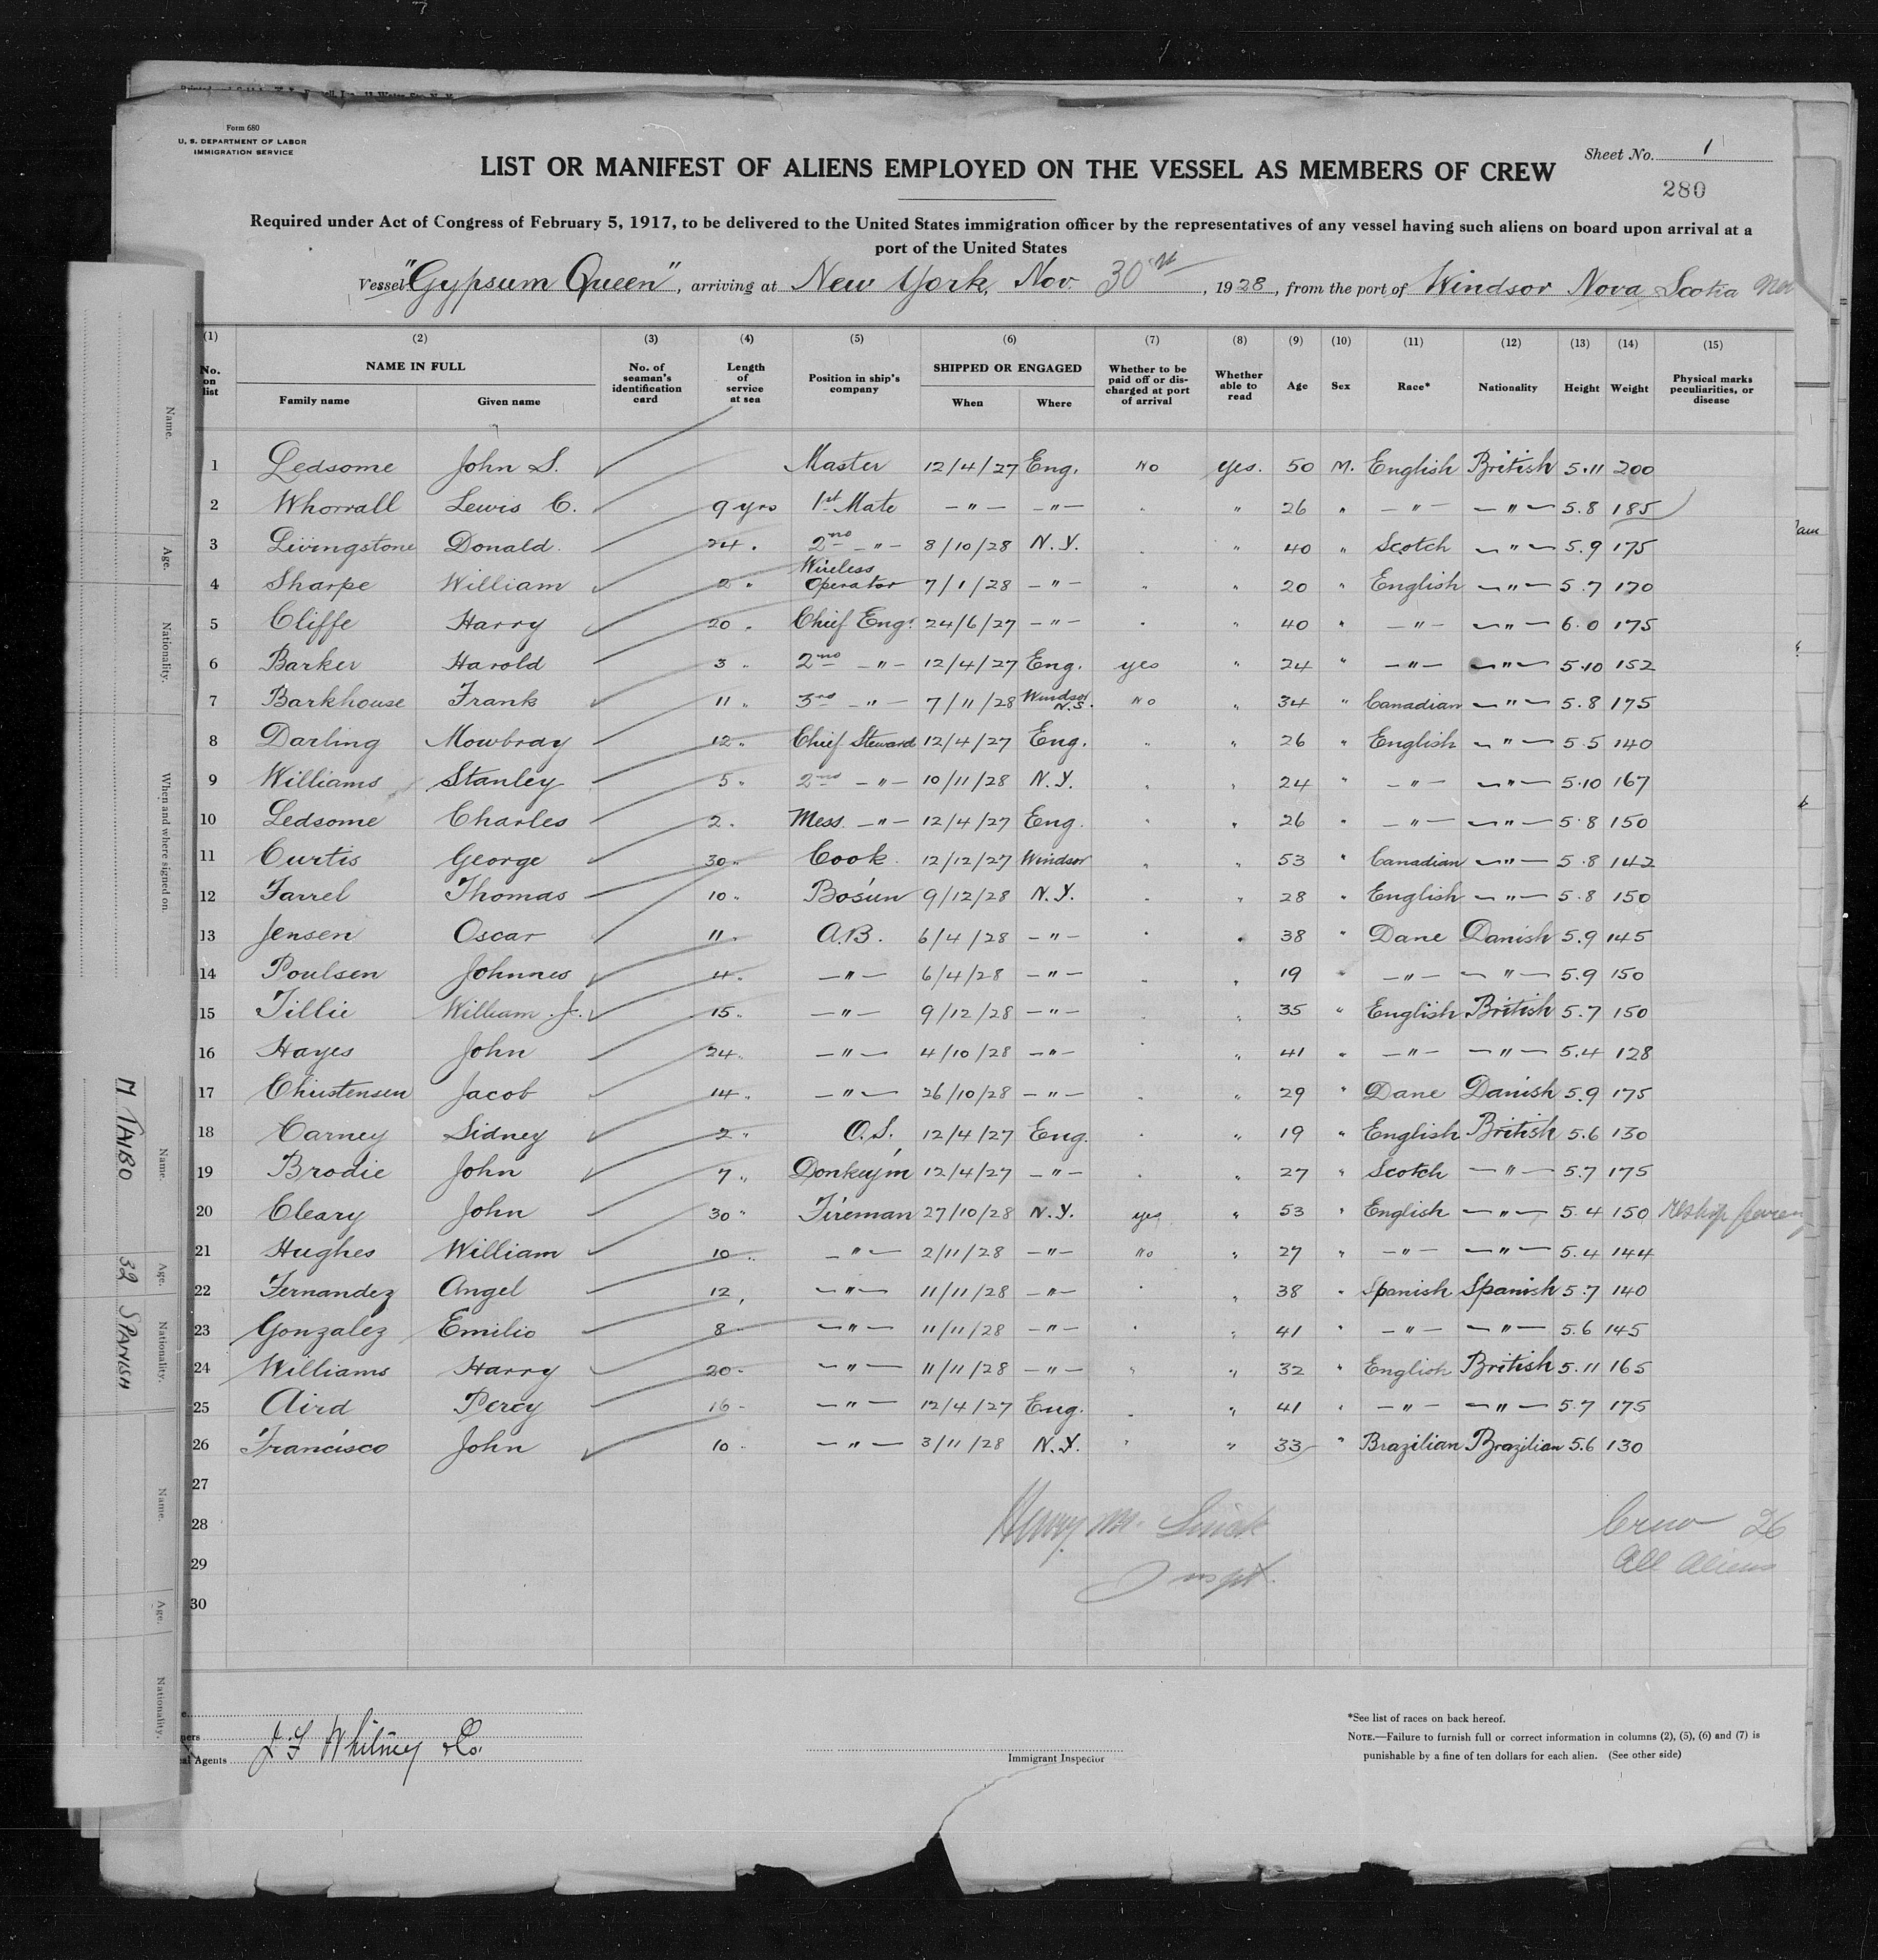 Form 680
U. S. DEPARTMENT OF LABOR
IMMIGRATION SERVICE
Sheet No. 1
280
LIST OR MANIFEST OF ALIENS EMPLOYED ON THE VESSEL AS MEMBERS OF CREW
Required under Act of Congress of February 5, 1917, to be delivered to the United States immigration officer by the representatives of any vessel having such aliens on board upon arrival at a
port of the United States
Vessel "Gypsum Queen", arriving at New York, Nov. 30, 1928, from the port of Windsor Nova Scotia
(1) (2) (3) (4) (5) (6) (7) (8) (9) (10) (11) (12) (13) (14) (15)
No. on list NAME IN FULL Family name Given name No. of seaman's identification card Length of service at sea Position in ship's company SHIPPED OR ENGAGED When Where Whether to be paid off or discharged at port of arrival Whether able to read Age Sex Race* Nationality Height Weight Physical marks peculiarities, or disease
1 Ledsome John S. Master 12/4/27 Eng. No yes. 50 M. English British 5.11 200
2 Whorrall Lewis C. 9 yrs 1st Mate — " — — " — " " 26 " — " — — " — 5.8 185
3 Livingstone Donald. 24 " 2nd — " — 8/10/28 N.Y. " " 40 " Scotch — " — 5.9 175
4 Sharpe William 2 " Wireless Operator 7/1/28 — " — " " 20 " English — " — 5.7 170
5 Cliffe Harry 20 " Chief Engr. 24/6/27 — " — " " 40 " — " — — " — 6.0 175
6 Barker Harold 3 " 2nd — " — 12/4/27 Eng. yes " 24 " — " — — " — 5.10 152
7 Barkhouse Frank 11 " 3rd — " — 7/11/28 Windsor N.S. No " 34 " Canadian — " — 5.8 175
8 Darling Mowbray 12 " Chief Steward 12/4/27 Eng. " " 26 " English — " — 5.5 140
9 Williams Stanley 5 " 2nd — " — 10/11/28 N.Y. " " 24 " — " — — " — 5.10 167
10 Ledsome Charles 2 " Mess. — " — 12/4/27 Eng. " " 26 " — " — — " — 5.8 150
11 Curtis George 30 " Cook. 12/12/27 Windsor " " 53 " Canadian — " — 5.8 142
12 Farrel Thomas 10 " Bosun 9/12/28 N.Y. " " 28 " English — " — 5.8 150
13 Jensen Oscar 11 " A.B. 6/4/28 — " — " " 38 " Dane Danish 5.9 145
14 Poulsen Johnnes 4 " — " — 6/4/28 — " — " " 19 " — " — — " — 5.9 150
15 Tillie William J. 15 " — " — 9/12/28 — " — " " 35 " English British 5.7 150
16 Hayes John 24 " — " — 4/10/28 — " — " " 41 " — " — — " — 5.4 128
17 Christensen Jacob 14 " — " — 26/10/28 — " — " " 29 " Dane Danish 5.9 175
18 Carney Sidney 2 " O.S. 12/4/27 Eng. " " 19 " English British 5.6 130
19 Brodie John 7 " Donkey'm 12/4/27 — " — " " 27 " Scotch — " — 5.7 175
20 Cleary John 30 " Fireman 27/10/28 N.Y. yes " 53 " English — " — 5.4 150
21 Hughes William 10 " — " — 2/11/28 — " — No " 27 " — " — — " — 5.4 144
22 Fernandez Angel 12 " — " — 11/11/28 — " — " " 38 " Spanish Spanish 5.7 140
23 Gonzalez Emilio 8 " — " — 11/11/28 — " — " " 41 " — " — — " — 5.6 145
24 Williams Harry 20 " — " — 11/11/28 — " — " " 32 " English British 5.11 165
25 Aird Percy 16 " — " — 12/4/27 Eng. " " 41 " — " — — " — 5.7 175
26 Francisco John 10 " — " — 3/11/28 N.Y. " " 33 " Brazilian Brazilian 5.6 130
27
28 Crew 26
29 All Aliens
30
Inspt.
J F Whitney & Co.
Agents
Immigrant Inspector
*See list of races on back hereof.
NOTE.—Failure to furnish full or correct information in columns (2), (5), (6) and (7) is
punishable by a fine of ten dollars for each alien. (See other side)
Name. Age. Nationality. When and where signed on
Name. Age. Nationality.
M TAIBO 32 SPANISH
Name. Age. Nationality.